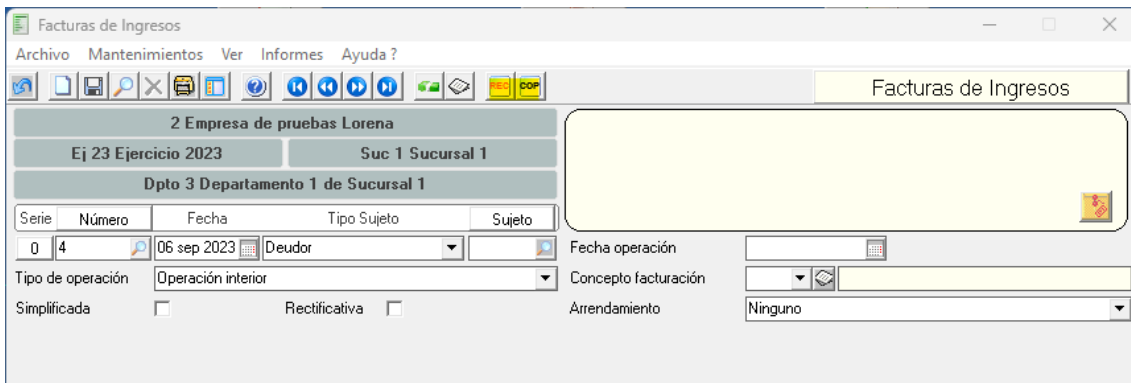 Facturas de Ingresos
Archivo Mantenimientos Ver Informes Ayuda ?
REC COP Facturas de Ingresos
2 Empresa de pruebas Lorena
Ej 23 Ejercicio 2023 Suc 1 Sucursal 1
Dpto 3 Departamento 1 de Sucursal 1
Serie Número Fecha Tipo Sujeto Sujeto
0 4 06 sep 2023 Deudor Fecha operación
Tipo de operación Operación interior Concepto facturación
Simplificada Rectificativa Arrendamiento Ninguno